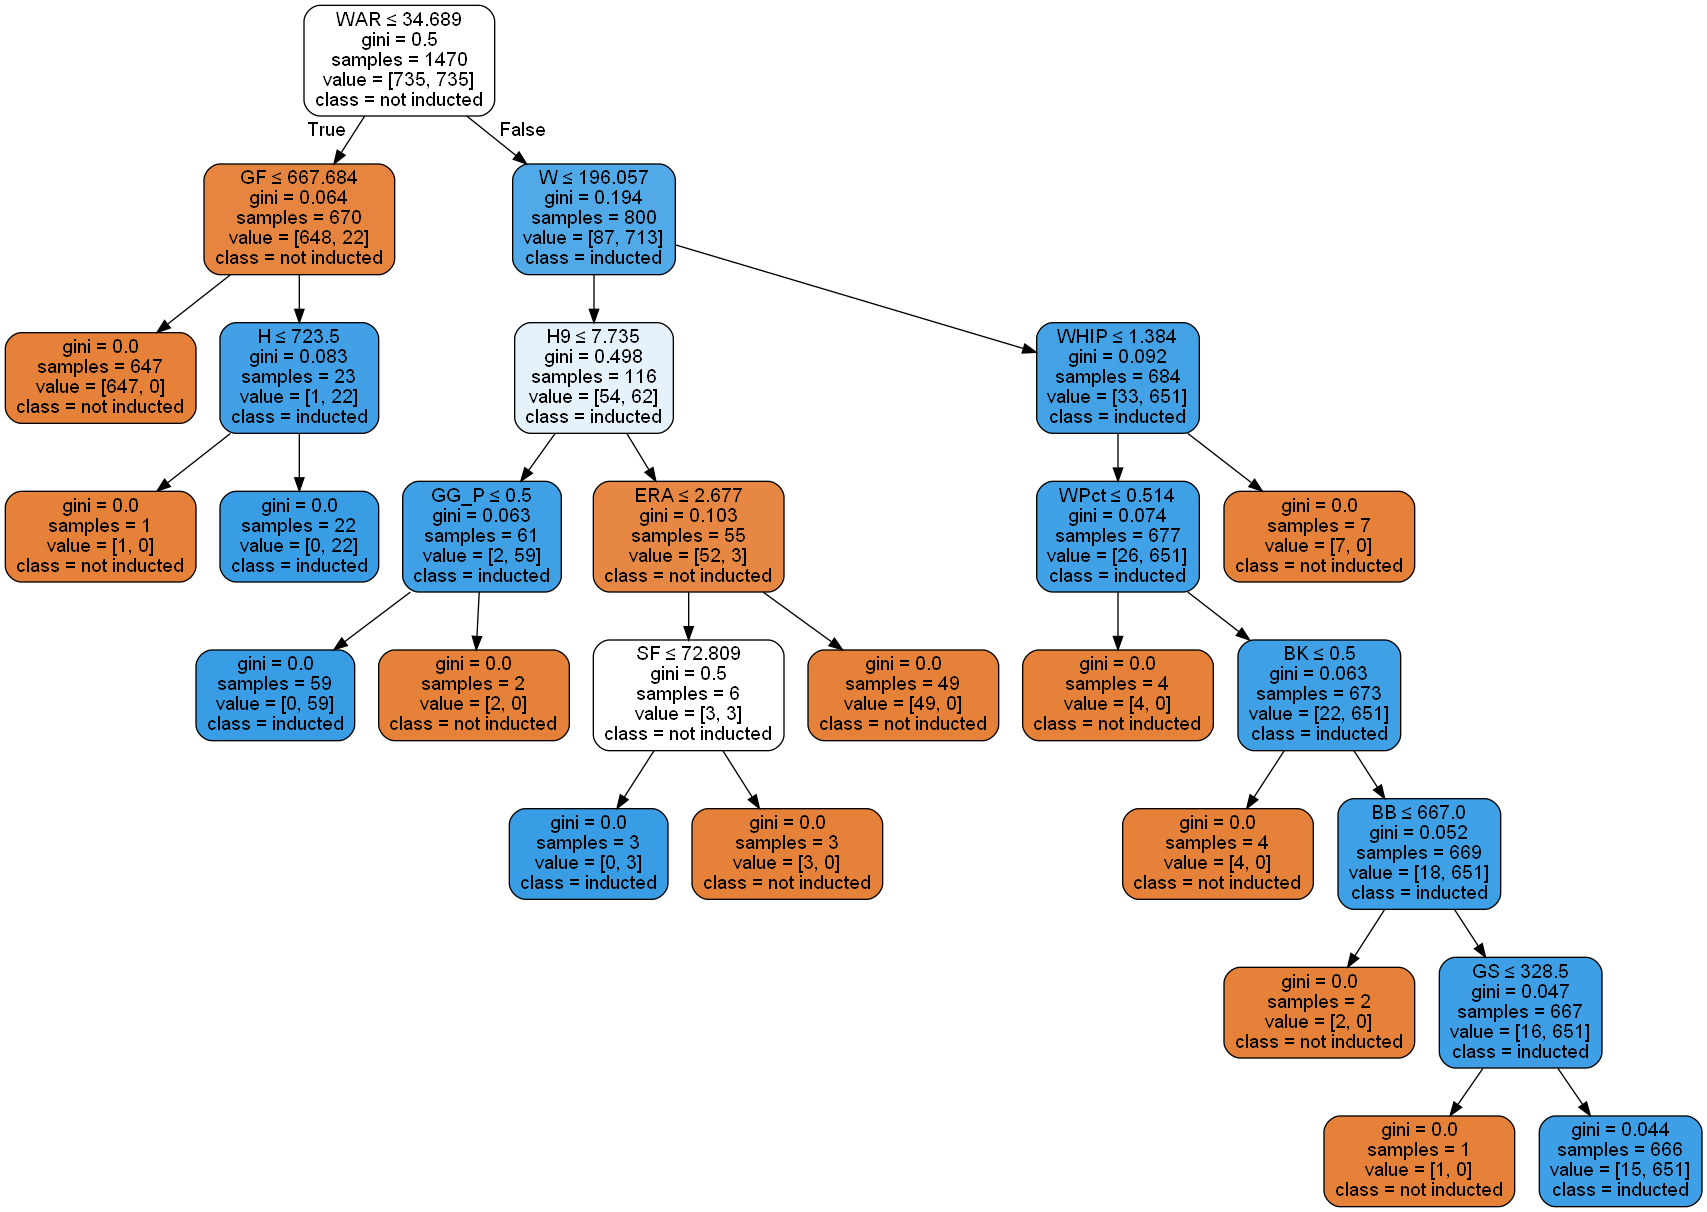 WAR ≤ 34.689
gini = 0.5
samples = 1470
value = [735, 735]
class = not inducted
True
False
GF ≤ 667.684
gini = 0.064
samples = 670
value = [648, 22]
class = not inducted
W ≤ 196.057
gini = 0.194
samples = 800
value = [87, 713]
class = inducted
gini = 0.0
samples = 647
value = [647, 0]
class = not inducted
H ≤ 723.5
gini = 0.083
samples = 23
value = [1, 22]
class = inducted
H9 ≤ 7.735
gini = 0.498
samples = 116
value = [54, 62]
class = inducted
WHIP ≤ 1.384
gini = 0.092
samples = 684
value = [33, 651]
class = inducted
gini = 0.0
samples = 1
value = [1, 0]
class = not inducted
gini = 0.0
samples = 22
value = [0, 22]
class = inducted
GG_P ≤ 0.5
gini = 0.063
samples = 61
value = [2, 59]
class = inducted
ERA ≤ 2.677
gini = 0.103
samples = 55
value = [52, 3]
class = not inducted
WPct ≤ 0.514
gini = 0.074
samples = 677
value = [26, 651]
class = inducted
gini = 0.0
samples = 7
value = [7, 0]
class = not inducted
gini = 0.0
samples = 59
value = [0, 59]
class = inducted
gini = 0.0
samples = 2
value = [2, 0]
class = not inducted
SF ≤ 72.809
gini = 0.5
samples = 6
value = [3, 3]
class = not inducted
gini = 0.0
samples = 49
value = [49, 0]
class = not inducted
gini = 0.0
samples = 4
value = [4, 0]
class = not inducted
BK ≤ 0.5
gini = 0.063
samples = 673
value = [22, 651]
class = inducted
gini = 0.0
samples = 3
value = [0, 3]
class = inducted
gini = 0.0
samples = 3
value = [3, 0]
class = not inducted
gini = 0.0
samples = 4
value = [4, 0]
class = not inducted
BB ≤ 667.0
gini = 0.052
samples = 669
value = [18, 651]
class = inducted
gini = 0.0
samples = 2
value = [2, 0]
class = not inducted
GS ≤ 328.5
gini = 0.047
samples = 667
value = [16, 651]
class = inducted
gini = 0.0
samples = 1
value = [1, 0]
class = not inducted
gini = 0.044
samples = 666
value = [15, 651]
class = inducted